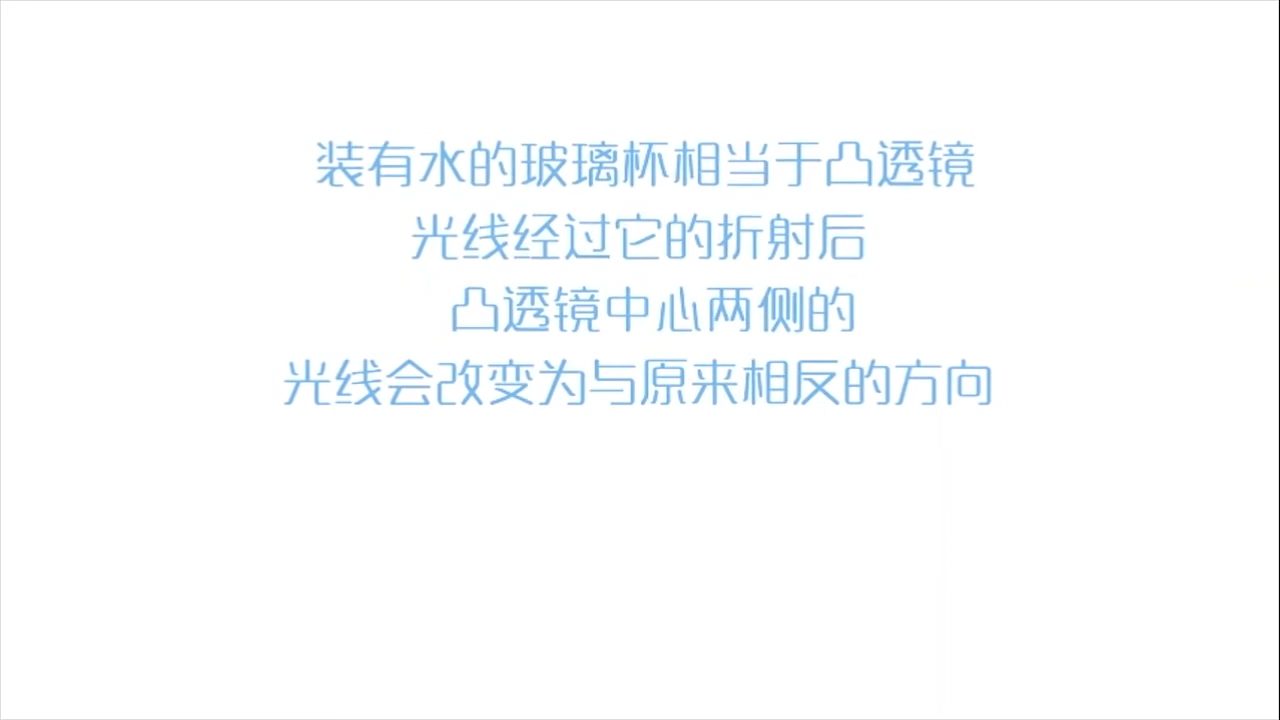 装有水的玻璃杯相当于凸透镜
光线经过它的折射后
凸透镜中心两侧的
光线会改变为与原来相反的方向